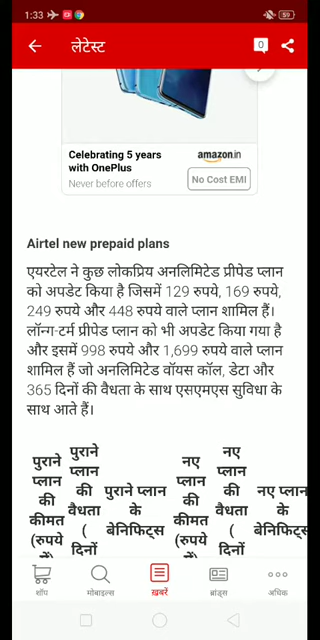 1:33
59
लेटेस्ट
0
Celebrating 5 years
with OnePlus
Never before offers
amazon.in
No Cost EMI
Airtel new prepaid plans
एयरटेल ने कुछ लोकप्रिय अनलिमिटेड प्रीपेड प्लान
को अपडेट किया है जिसमें 129 रुपये, 169 रुपये,
249 रुपये और 448 रुपये वाले प्लान शामिल हैं।
लॉन्ग-टर्म प्रीपेड प्लान को भी अपडेट किया गया है
और इसमें 998 रुपये और 1,699 रुपये वाले प्लान
शामिल हैं जो अनलिमिटेड वॉयस कॉल, डेटा और
365 दिनों की वैधता के साथ एसएमएस सुविधा के
साथ आते हैं।
पुराने
प्लान
की
कीमत
(रुपये
में)
पुराने
प्लान
की
वैधता
(
दिनों
पुराने प्लान
के
बेनिफिट्स
नए
प्लान
की
कीमत
(रुपये
में)
नए
प्लान
की
वैधता
(
दिनों
नए प्लान
के
बेनिफिट्स
शॉप
मोबाइल्स
ख़बरें
ब्रांड्स
अधिक